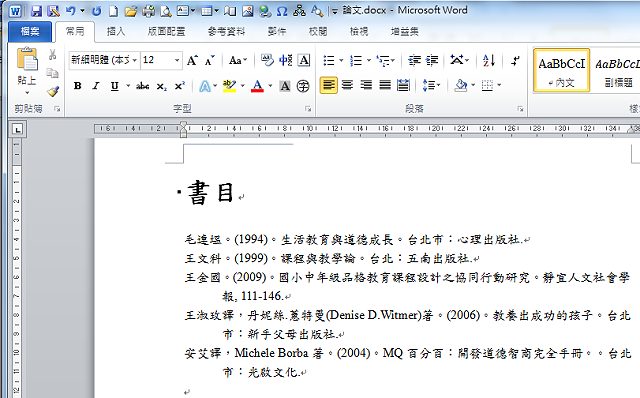 論文.docx - Microsoft Word
檔案 常用 插入 版面配置 參考資料 郵件 校閱 檢視 增益集
貼上
新細明體 (本文 12
剪貼簿 字型 段落
AaBbCcI AaBbCcI
內文 副標題
書目
毛連塭。(1994)。生活教育與道德成長。台北市：心理出版社.
王文科。(1999)。課程與教學論。台北：五南出版社.
王金國。(2009)。國小中年級品格教育課程設計之協同行動研究。靜宜人文社會學
報, 111-146.
王淑玫譯，丹妮絲.薏特曼(Denise D.Witmer)著。(2006)。教養出成功的孩子。台北
市：新手父母出版社.
安艾譯，Michele Borba 著。(2004)。MQ 百分百：開發道德智商完全手冊。。台北
市：光啟文化.